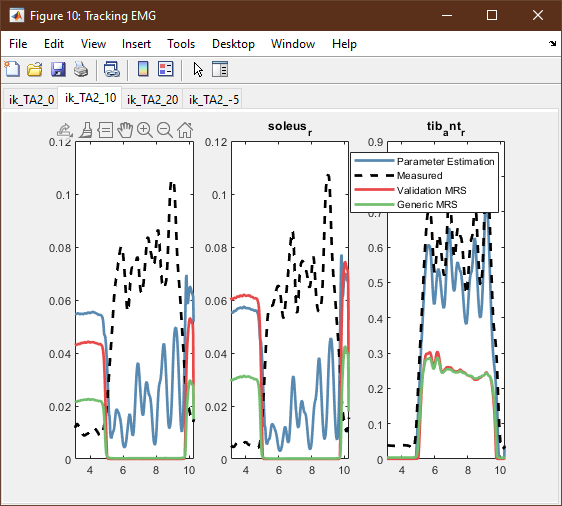 Figure 10: Tracking EMG
File Edit View Insert Tools Desktop Window Help
ik_TA2_0 ik_TA2_10 ik_TA2_20 ik_TA2_-5
soleus_r tib_ant_r
0.12 0.12 0.9
Parameter Estimation
Measured
Validation MRS
Generic MRS
0.1 0.1 0.8
0.7
0.08 0.08
0.6
0.06 0.06 0.5
0.4
0.04 0.04
0.3
0.02 0.02 0.2
0.1
0 0 0
4 6 8 10 4 6 8 10 4 6 8 10